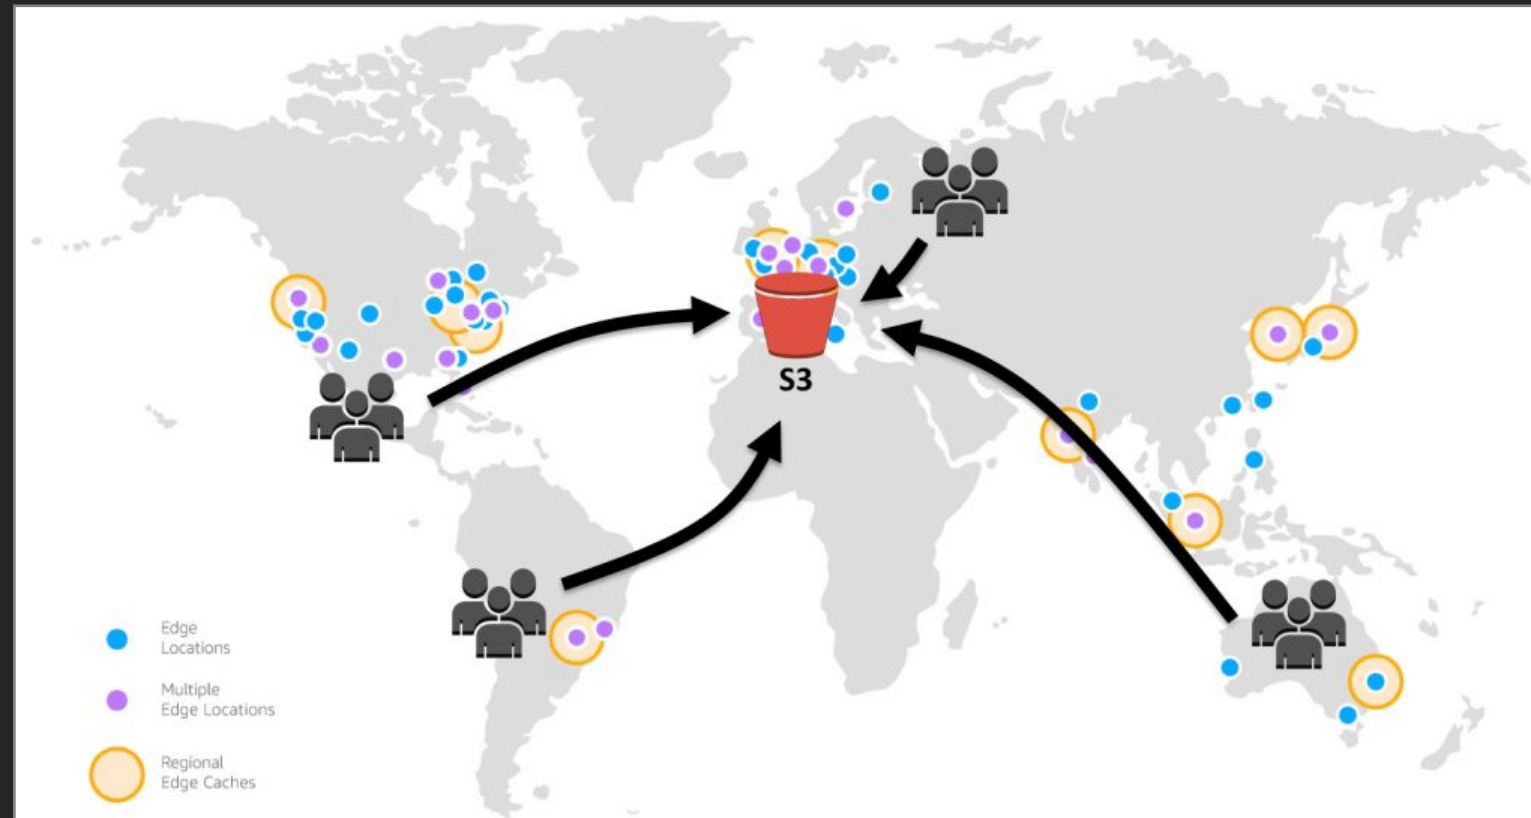 S3
Edge
Locations
Multiple
Edge Locations
Regional
Edge Caches